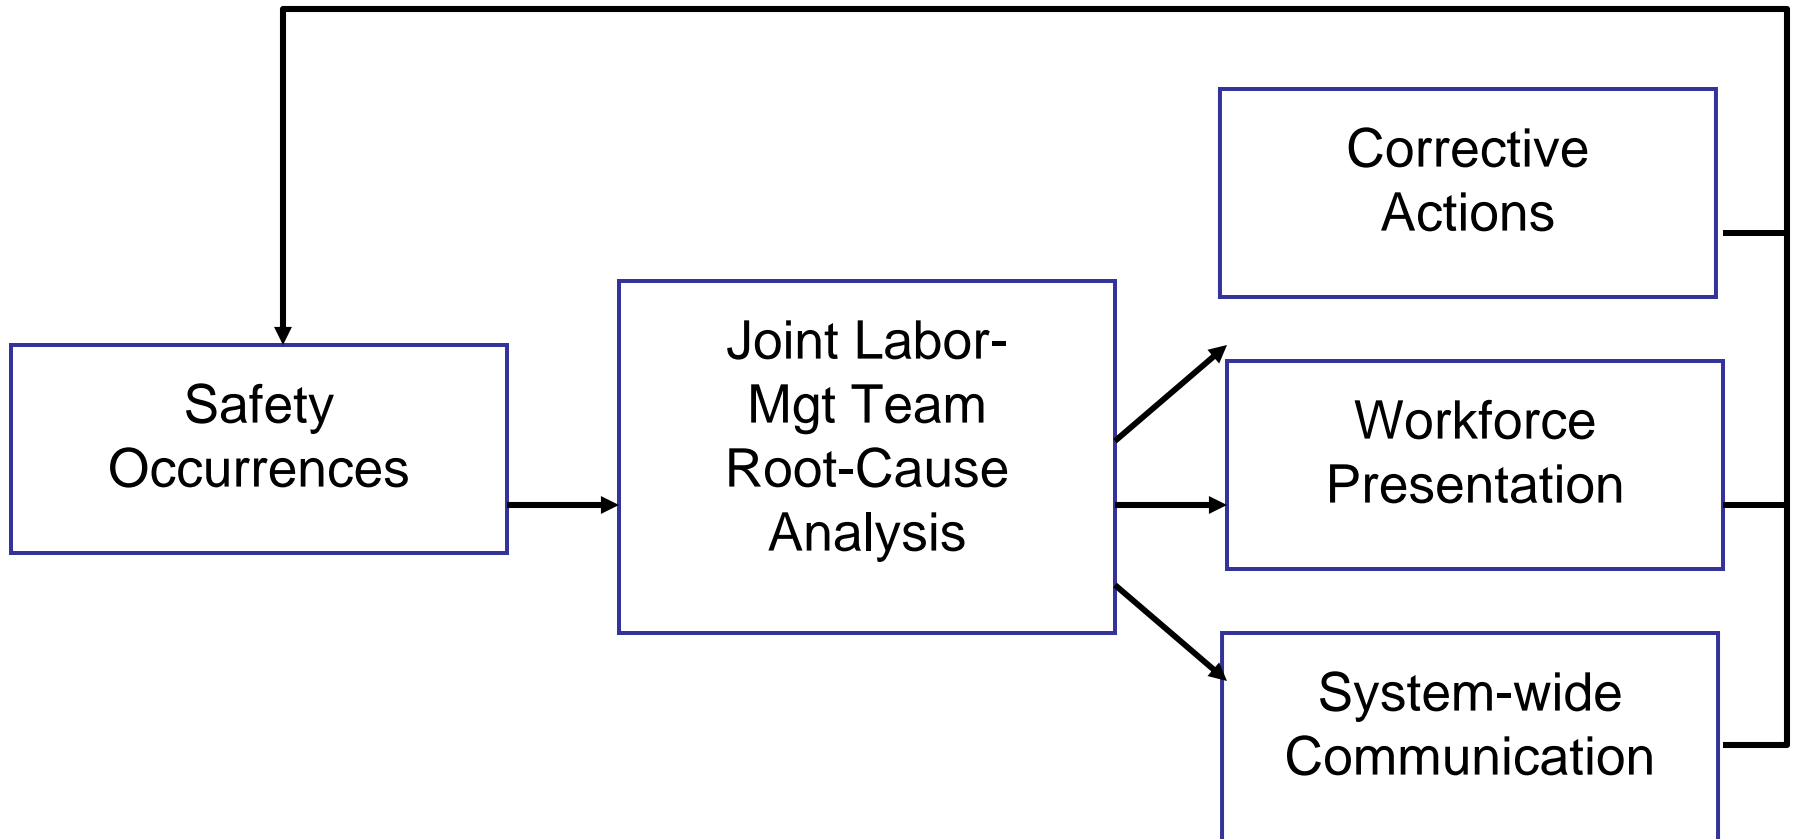 Safety
Occurrences
Joint Labor-
Mgt Team
Root-Cause
Analysis
Corrective
Actions
Workforce
Presentation
System-wide
Communication